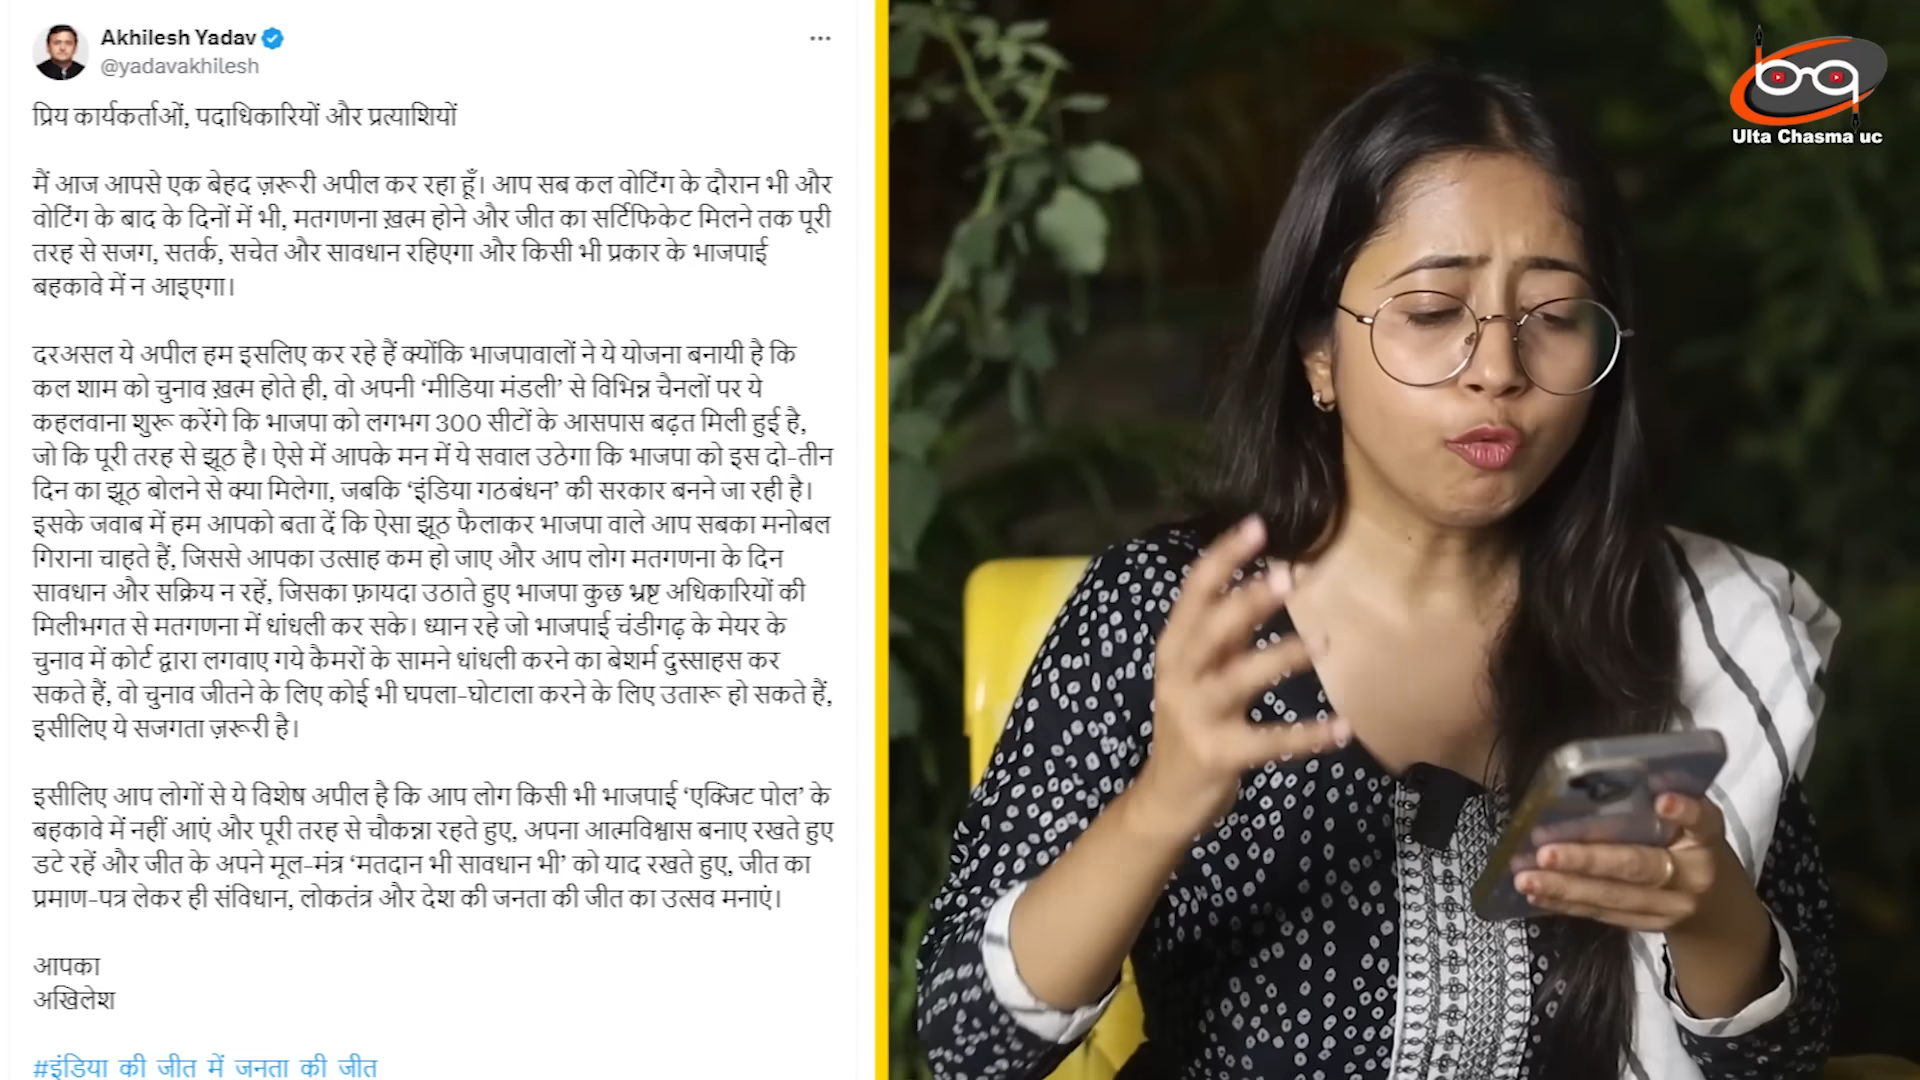 Akhilesh Yadav
@yadavakhilesh
प्रिय कार्यकर्ताओं, पदाधिकारियों और प्रत्याशियों
मैं आज आपसे एक बेहद ज़रूरी अपील कर रहा हूँ। आप सब कल वोटिंग के दौरान भी और
वोटिंग के बाद के दिनों में भी, मतगणना ख़त्म होने और जीत का सर्टिफिकेट मिलने तक पूरी
तरह से सजग, सतर्क, सचेत और सावधान रहिएगा और किसी भी प्रकार के भाजपाई
बहकावे में न आइएगा।
दरअसल ये अपील हम इसलिए कर रहे हैं क्योंकि भाजपावालों ने ये योजना बनायी है कि
कल शाम को चुनाव ख़त्म होते ही, वो अपनी ‘मीडिया मंडली’ से विभिन्न चैनलों पर ये
कहलवाना शुरू करेंगे कि भाजपा को लगभग 300 सीटों के आसपास बढ़त मिली हुई है,
जो कि पूरी तरह से झूठ है। ऐसे में आपके मन में ये सवाल उठेगा कि भाजपा को इस दो-तीन
दिन का झूठ बोलने से क्या मिलेगा, जबकि ‘इंडिया गठबंधन’ की सरकार बनने जा रही है।
इसके जवाब में हम आपको बता दें कि ऐसा झूठ फैलाकर भाजपा वाले आप सबका मनोबल
गिराना चाहते हैं, जिससे आपका उत्साह कम हो जाए और आप लोग मतगणना के दिन
सावधान और सक्रिय न रहें, जिसका फ़ायदा उठाते हुए भाजपा कुछ भ्रष्ट अधिकारियों की
मिलीभगत से मतगणना में धांधली कर सके। ध्यान रहे जो भाजपाई चंडीगढ़ के मेयर के
चुनाव में कोर्ट द्वारा लगवाए गये कैमरों के सामने धांधली करने का बेशर्म दुस्साहस कर
सकते हैं, वो चुनाव जीतने के लिए कोई भी घपला-घोटाला करने के लिए उतारू हो सकते हैं,
इसीलिए ये सजगता ज़रूरी है।
इसीलिए आप लोगों से ये विशेष अपील है कि आप लोग किसी भी भाजपाई ‘एक्जिट पोल’ के
बहकावे में नहीं आएं और पूरी तरह से चौकन्ना रहते हुए, अपना आत्मविश्वास बनाए रखते हुए
डटे रहें और जीत के अपने मूल-मंत्र ‘मतदान भी सावधान भी’ को याद रखते हुए, जीत का
प्रमाण-पत्र लेकर ही संविधान, लोकतंत्र और देश की जनता की जीत का उत्सव मनाएं।
आपका
अखिलेश
#इंडिया_की_जीत_में_जनता_की_जीत
Ulta Chasma uc